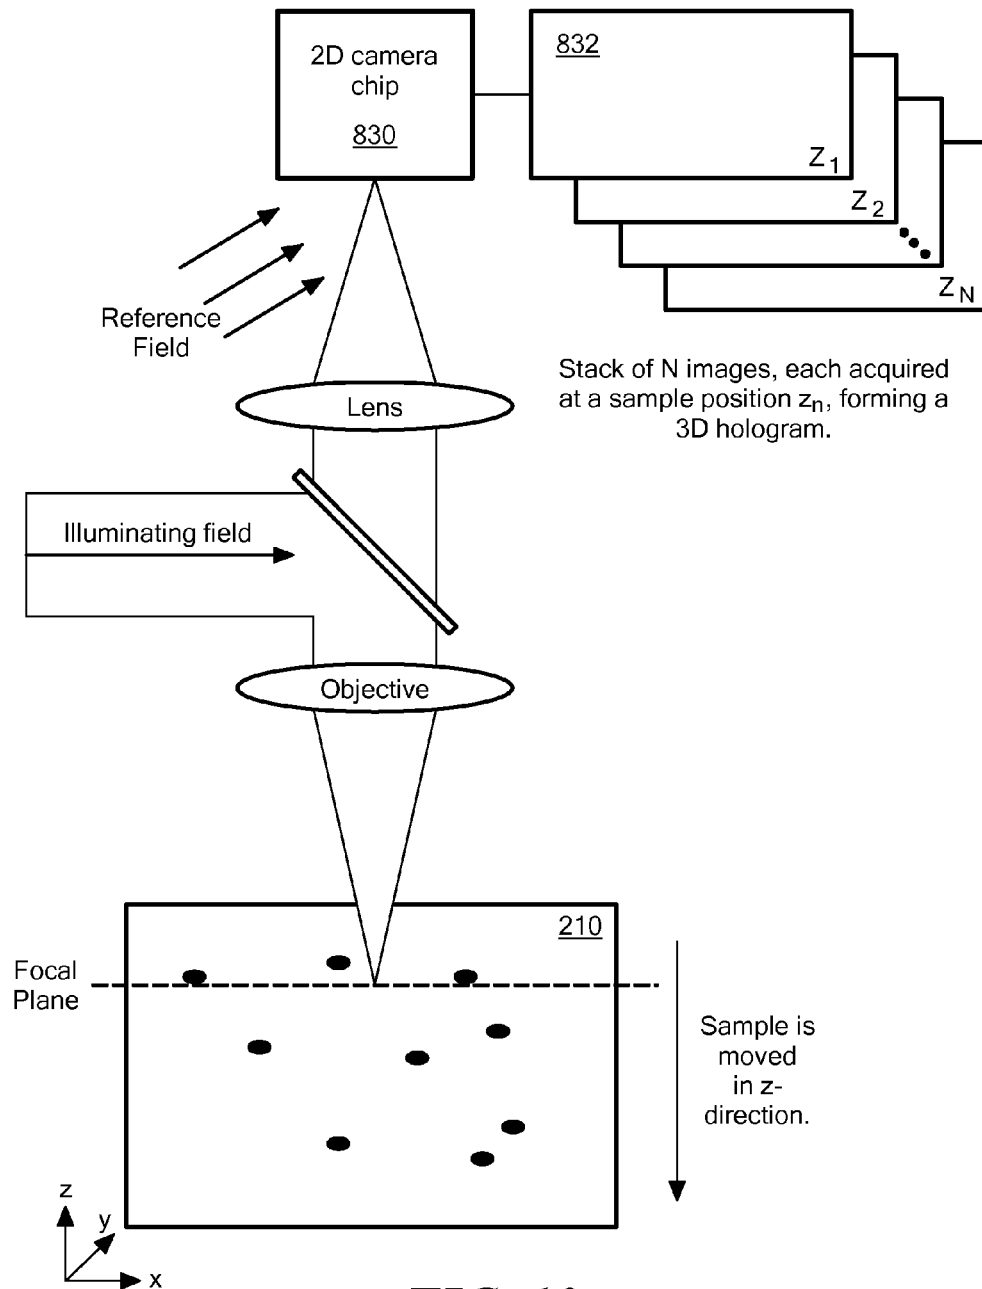 2D camera
chip
830
832
Z1
Z2
ZN
Reference
Field
Stack of N images, each acquired
at a sample position zn, forming a
3D hologram.
Lens
Illuminating field
Objective
210
Focal
Plane
Sample is
moved
in z-
direction.
z
y
x